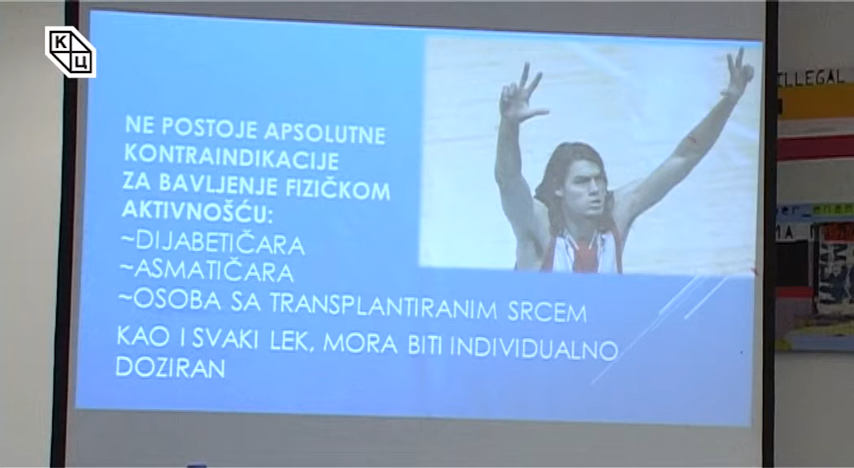 К
Ц
NE POSTOJE APSOLUTNE
KONTRAINDIKACIJE
ZA BAVLJENJE FIZIČKOM
AKTIVNOŠĆU:
~DIJABETIČARA
~ASMATIČARA
~OSOBA SA TRANSPLANTIRANIM SRCEM
KAO I SVAKI LEK, MORA BITI INDIVIDUALNO
DOZIRAN
ILLEGAL